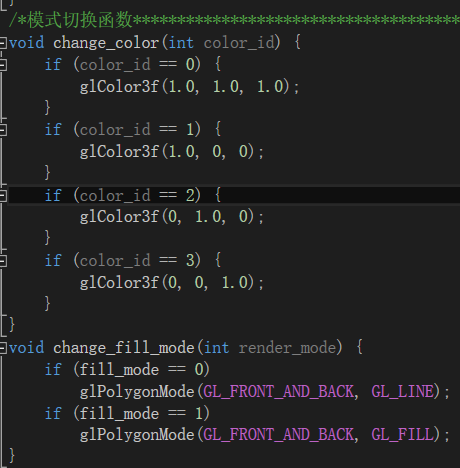 }
/*模式切换函数*************************************
void change_color(int color_id) {
    if (color_id == 0) {
        glColor3f(1.0, 1.0, 1.0);
    }
    if (color_id == 1) {
        glColor3f(1.0, 0, 0);
    }
    if (color_id == 2) {
        glColor3f(0, 1.0, 0);
    }
    if (color_id == 3) {
        glColor3f(0, 0, 1.0);
    }
}
void change_fill_mode(int render_mode) {
    if (fill_mode == 0)
        glPolygonMode(GL_FRONT_AND_BACK, GL_LINE);
    if (fill_mode == 1)
        glPolygonMode(GL_FRONT_AND_BACK, GL_FILL);
}